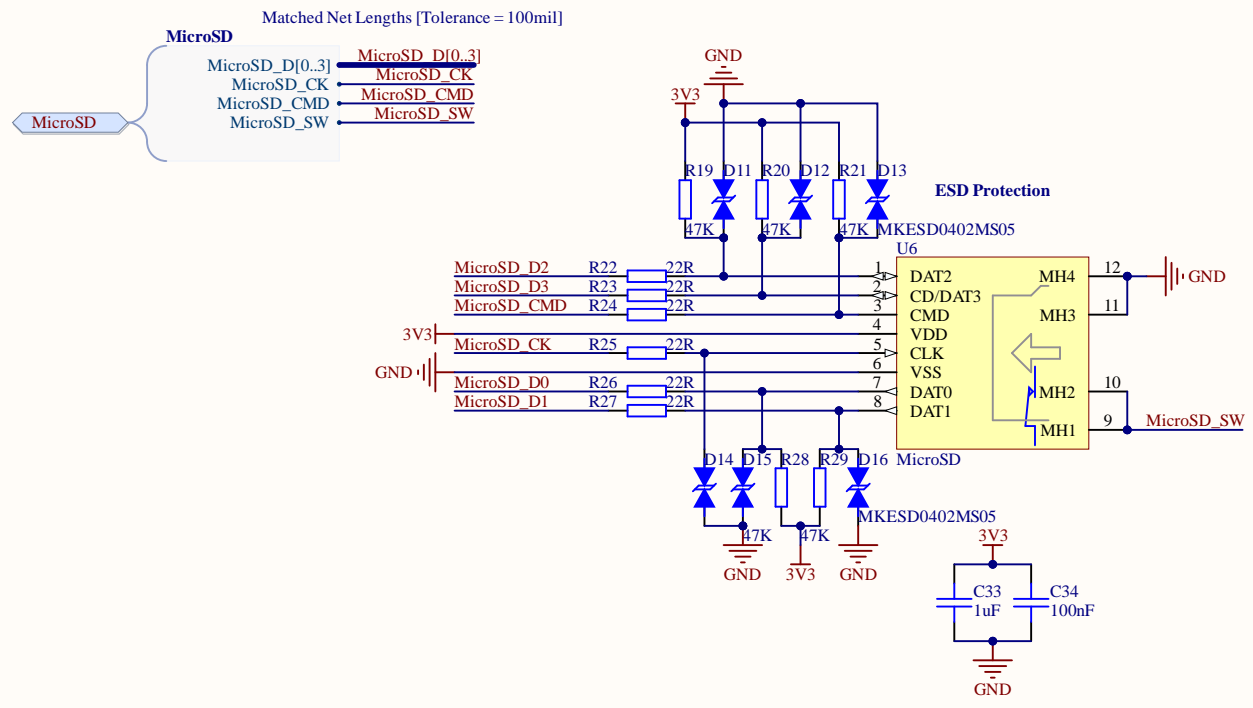 Matched Net Lengths [Tolerance = 100mil]
MicroSD
MicroSD_D[0..3]
MicroSD_D[0..3]
MicroSD_CK
MicroSD_CK
MicroSD_CMD
MicroSD_CMD
MicroSD_SW
MicroSD_SW
MicroSD
GND
3V3
R19 D11 R20 D12 R21 D13
ESD Protection
47K 47K 47K MKESD0402MS05
U6
MicroSD_D2 R22 22R 1 DAT2 MH4 12 GND
MicroSD_D3 R23 22R 2 CD/DAT3
MicroSD_CMD R24 22R 3 CMD MH3 11
3V3 4 VDD
MicroSD_CK R25 22R 5 CLK
GND 6 VSS
MicroSD_D0 R26 22R 7 DAT0 MH2 10
MicroSD_D1 R27 22R 8 DAT1 MH1 9 MicroSD_SW
D14 D15 R28 R29 D16 MicroSD
MKESD0402MS05
47K 47K
GND 3V3 GND
3V3
C33 C34
1uF 100nF
GND